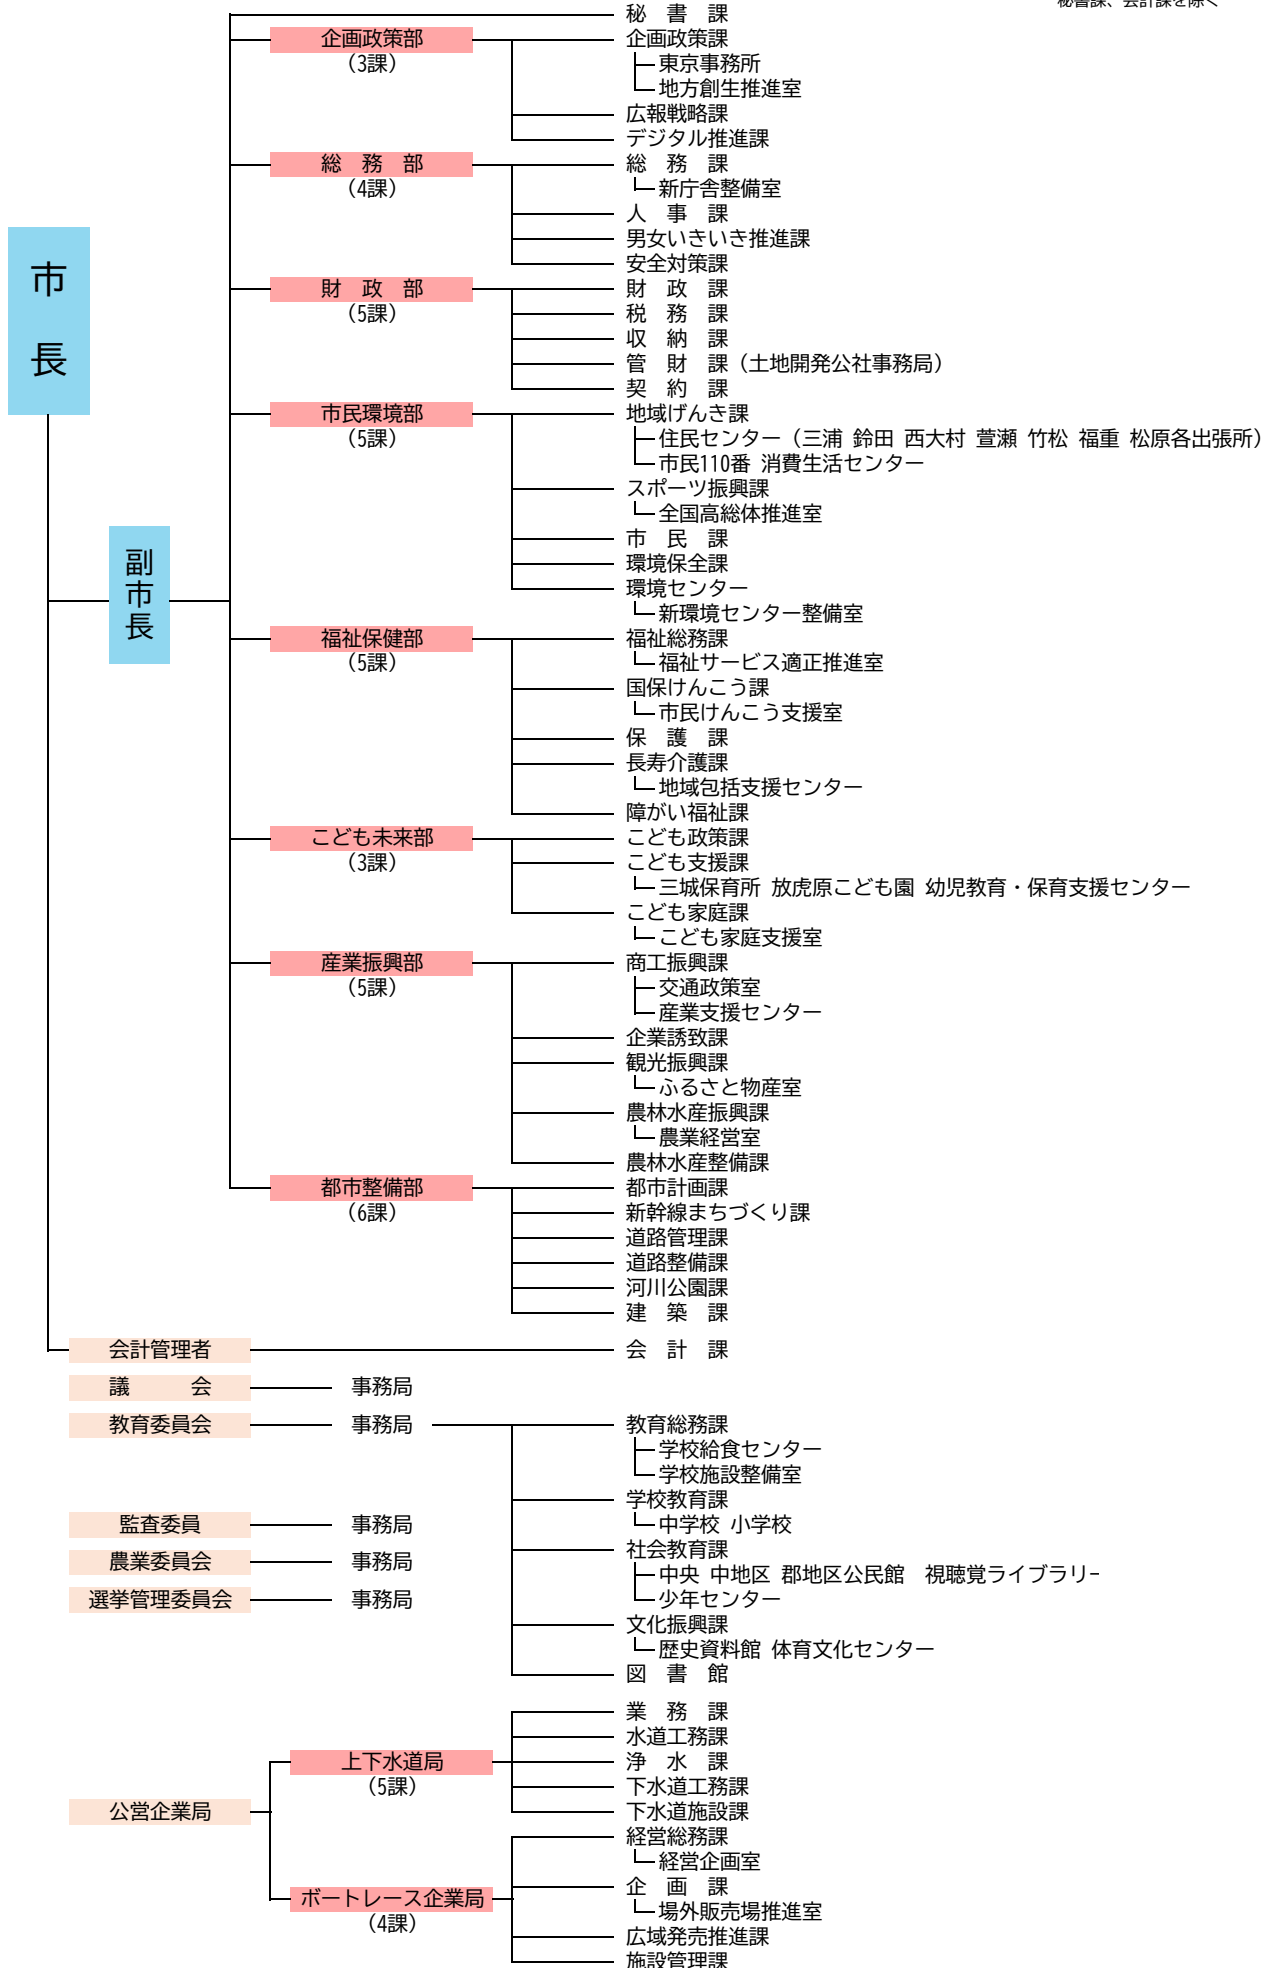 秘書課、会計課を除く
秘　書　課
企画政策部
企画政策課
（3課）
東京事務所
地方創生推進室
広報戦略課
デジタル推進課
総　務　部
総　務　課
（4課）
新庁舎整備室
人　事　課
男女いきいき推進課
安全対策課
市長
財　政　部
財　政　課
（5課）
税　務　課
収　納　課
管　財　課（土地開発公社事務局）
契　約　課
市民環境部
地域げんき課
（5課）
住民センター（三浦 鈴田 西大村 萱瀬 竹松 福重 松原各出張所）
市民110番 消費生活センター
スポーツ振興課
全国高総体推進室
市　民　課
環境保全課
環境センター
新環境センター整備室
副市長
福祉保健部
福祉総務課
（5課）
福祉サービス適正推進室
国保けんこう課
市民けんこう支援室
保　護　課
長寿介護課
地域包括支援センター
障がい福祉課
こども未来部
こども政策課
（3課）
こども支援課
三城保育所 放虎原こども園 幼児教育・保育支援センター
こども家庭課
こども家庭支援室
産業振興部
商工振興課
（5課）
交通政策室
産業支援センター
企業誘致課
観光振興課
ふるさと物産室
農林水産振興課
農業経営室
農林水産整備課
都市整備部
都市計画課
（6課）
新幹線まちづくり課
道路管理課
道路整備課
河川公園課
建　築　課
会計管理者
会　計　課
議　　　会
事務局
教育委員会
事務局
教育総務課
学校給食センター
学校施設整備室
学校教育課
監査委員
事務局
中学校 小学校
社会教育課
農業委員会
事務局
中央 中地区 郡地区公民館　視聴覚ライブラリｰ
選挙管理委員会
事務局
少年センター
文化振興課
歴史資料館 体育文化センター
図　書　館
業　務　課
水道工務課
上下水道局
浄　水　課
（5課）
下水道工務課
公営企業局
下水道施設課
経営総務課
経営企画室
ボートレース企業局
企　画　課
（4課）
場外販売場推進室
広域発売推進課
施設管理課